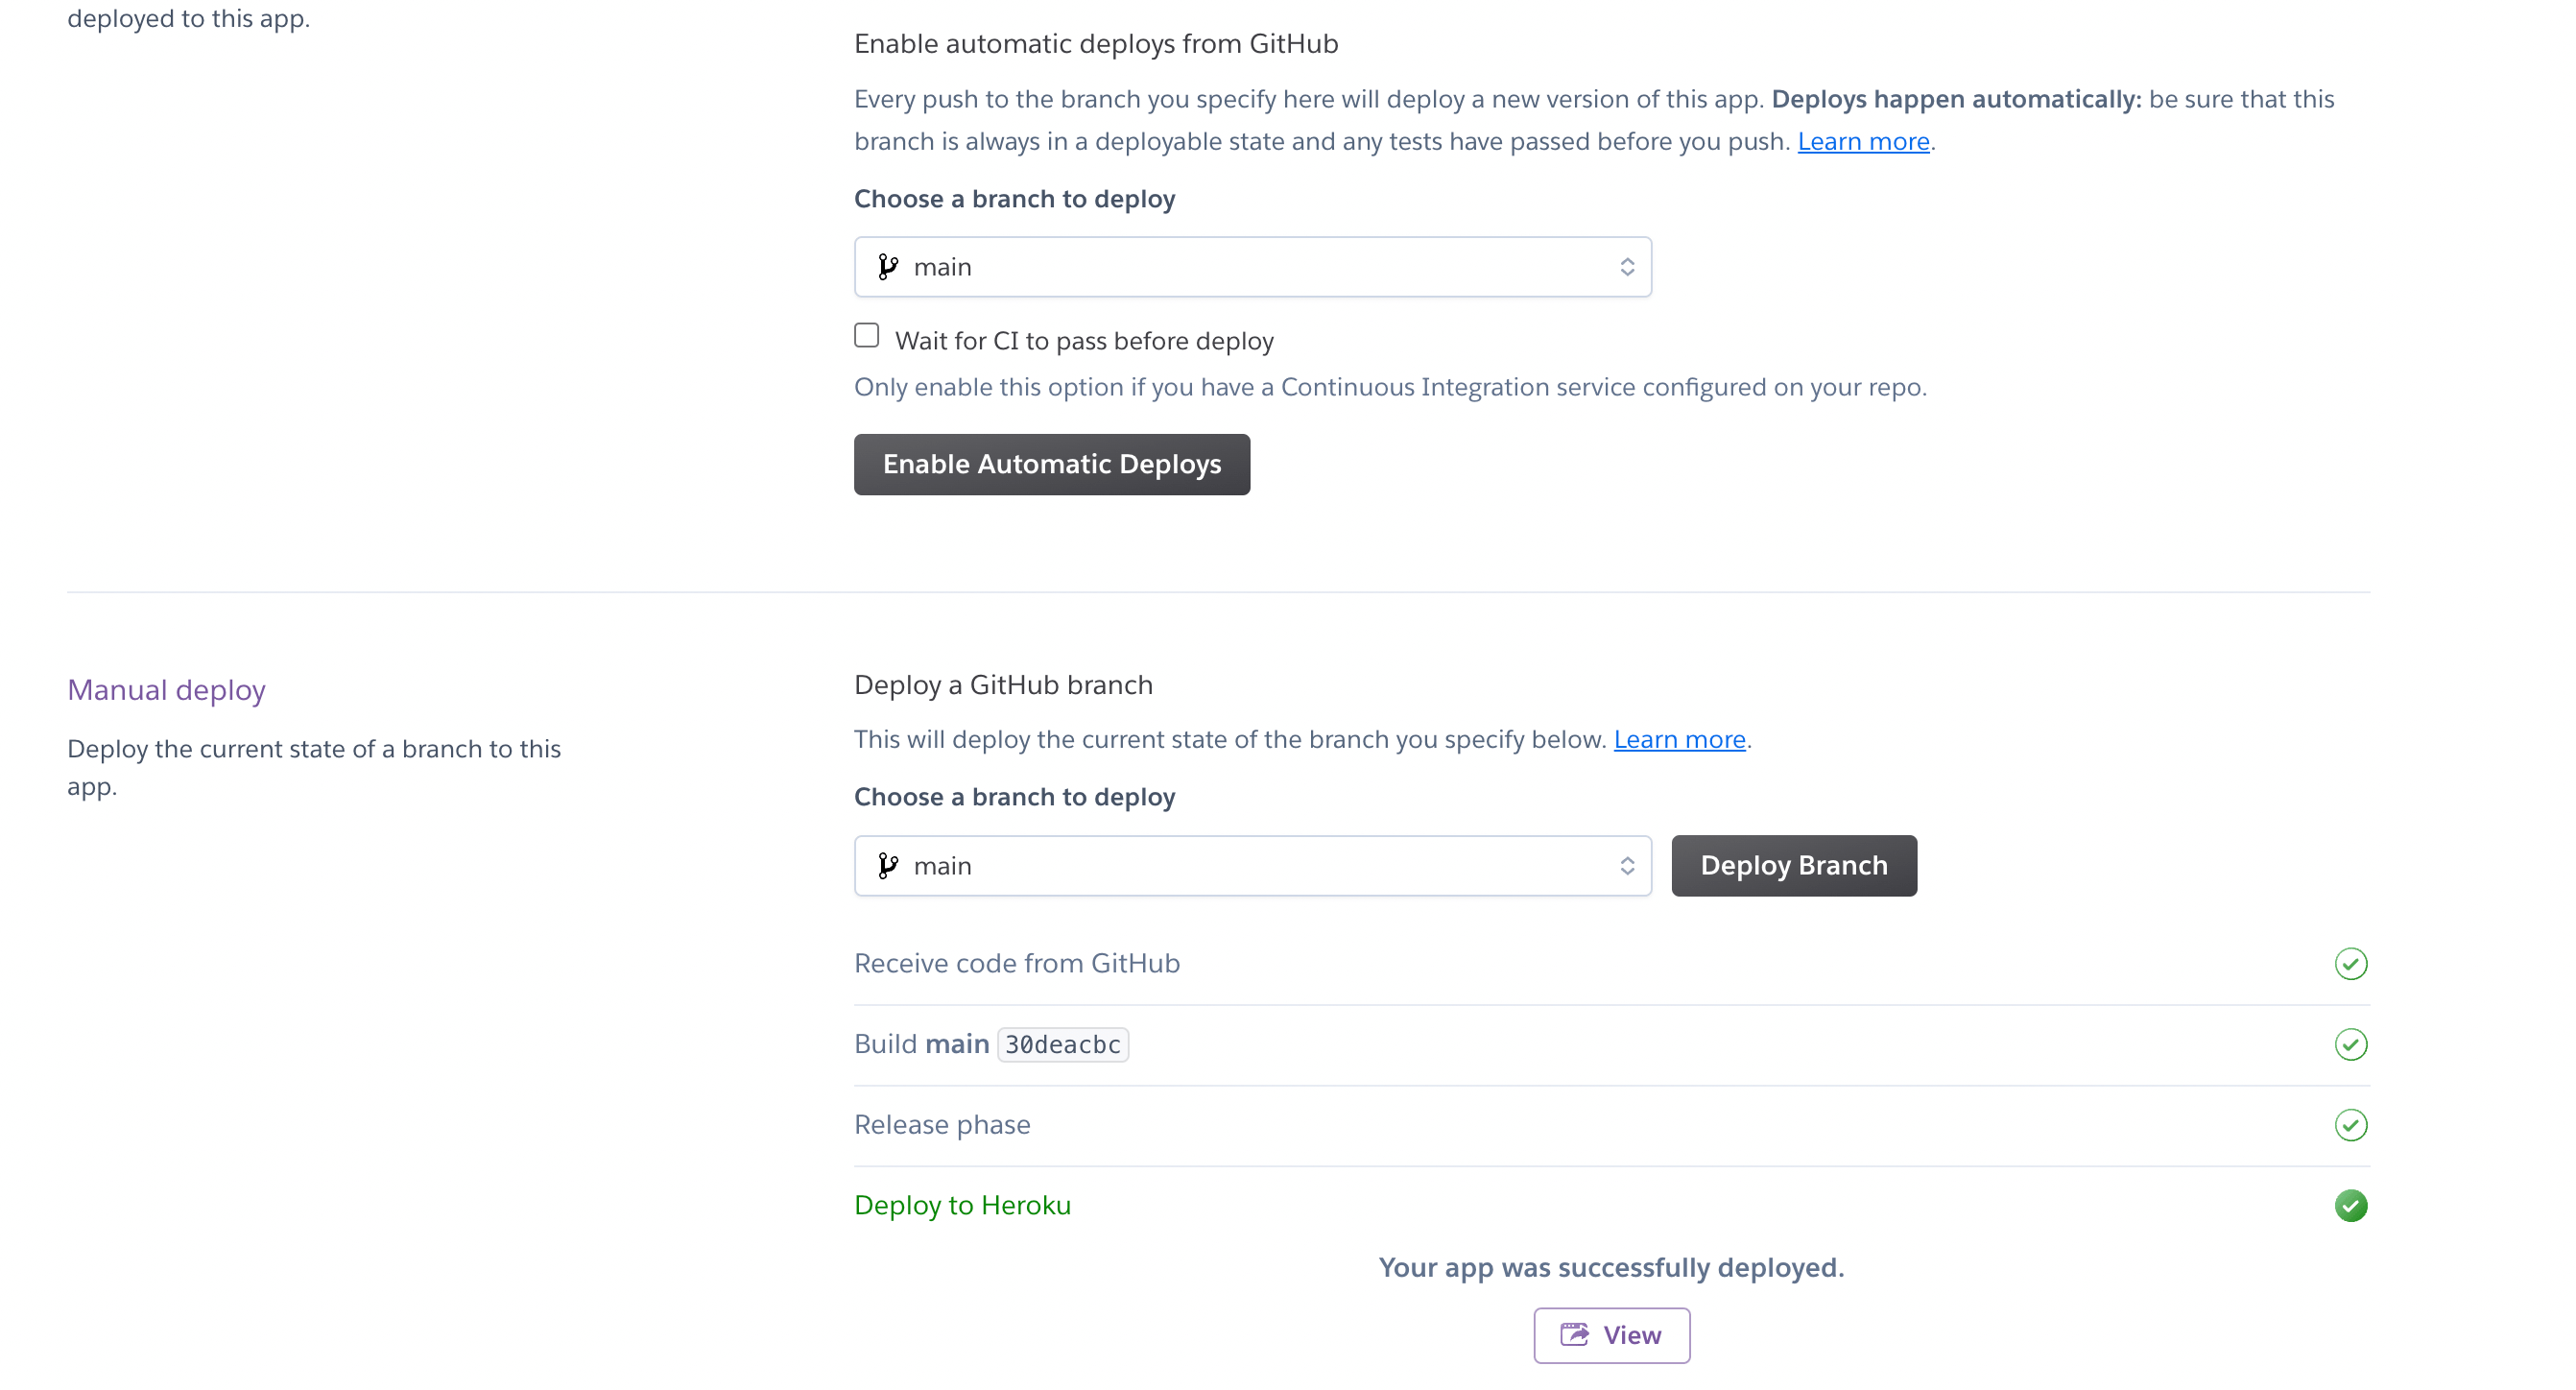 deployed to this app.
Enable automatic deploys from GitHub
Every push to the branch you specify here will deploy a new version of this app. Deploys happen automatically: be sure that this
branch is always in a deployable state and any tests have passed before you push. Learn more.
Choose a branch to deploy
main
Wait for CI to pass before deploy
Only enable this option if you have a Continuous Integration service configured on your repo.
Enable Automatic Deploys
Manual deploy
Deploy the current state of a branch to this
app.
Deploy a GitHub branch
This will deploy the current state of the branch you specify below. Learn more.
Choose a branch to deploy
main
Deploy Branch
Receive code from GitHub
Build main 30deacbc
Release phase
Deploy to Heroku
Your app was successfully deployed.
View